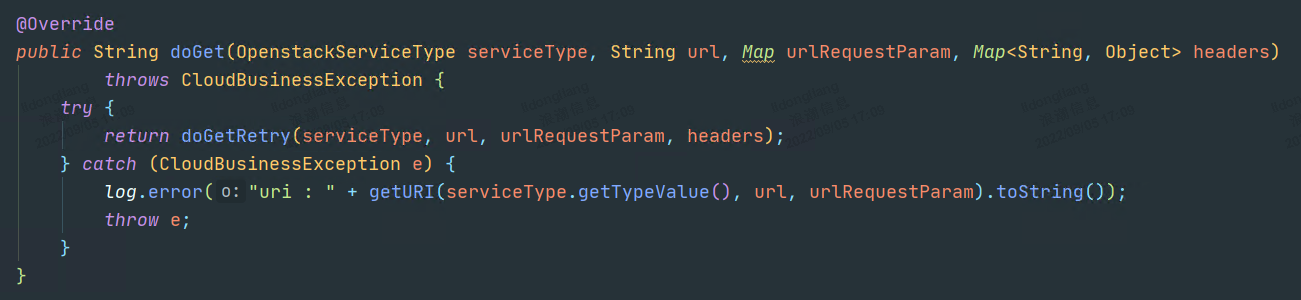 @Override
public String doGet(OpenstackServiceType serviceType, String url, Map urlRequestParam, Map<String, Object> headers)
        throws CloudBusinessException {
    try {
        return doGetRetry(serviceType, url, urlRequestParam, headers);
    } catch (CloudBusinessException e) {
        log.error( o: "uri : " + getURI(serviceType.getTypeValue(), url, urlRequestParam).toString());
        throw e;
    }
}